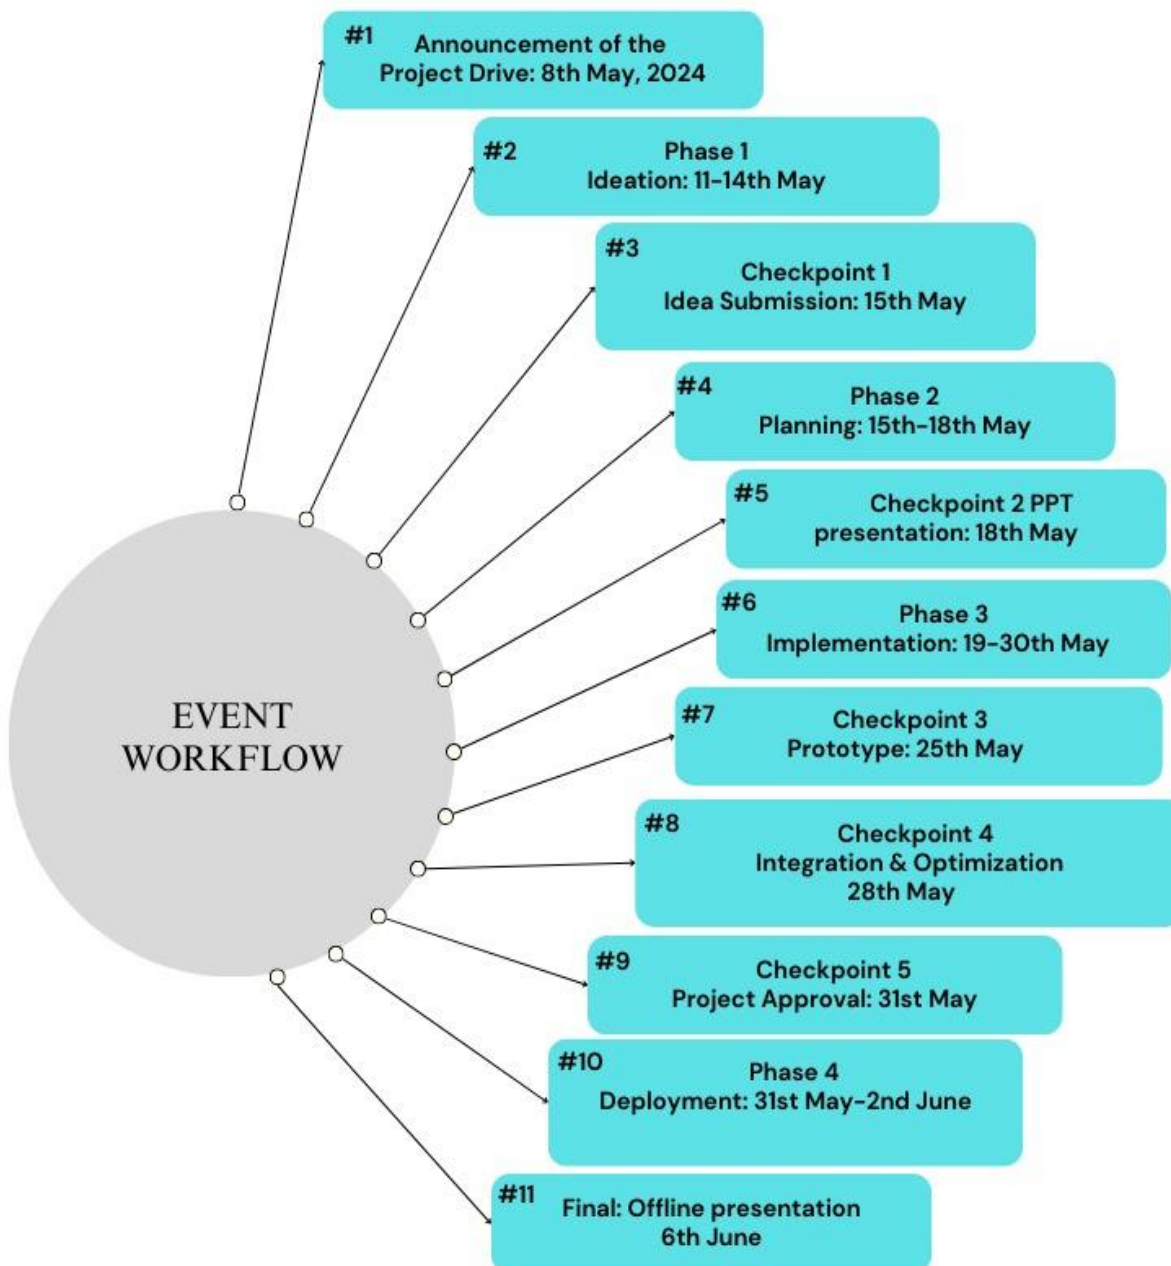 #1
Announcement of the
Project Drive: 8th May, 2024
#2
Phase 1
Ideation: 11-14th May
#3
Checkpoint 1
Idea Submission: 15th May
#4
Phase 2
Planning: 15th-18th May
#5
Checkpoint 2 PPT
presentation: 18th May
#6
Phase 3
Implementation: 19-30th May
EVENT
WORKFLOW
#7
Checkpoint 3
Prototype: 25th May
#8
Checkpoint 4
Integration & Optimization
28th May
#9
Checkpoint 5
Project Approval: 31st May
#10
Phase 4
Deployment: 31st May-2nd June
#11
Final: Offline presentation
6th June